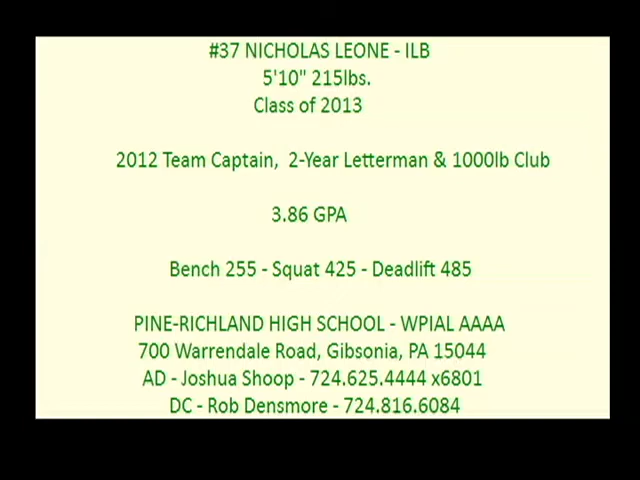 #37 NICHOLAS LEONE - ILB
5'10" 215lbs.
Class of 2013
2012 Team Captain,  2-Year Letterman & 1000lb Club
3.86 GPA
Bench 255 - Squat 425 - Deadlift 485
PINE-RICHLAND HIGH SCHOOL - WPIAL AAAA
700 Warrendale Road, Gibsonia, PA 15044
AD - Joshua Shoop - 724.625.4444 x6801
DC - Rob Densmore - 724.816.6084